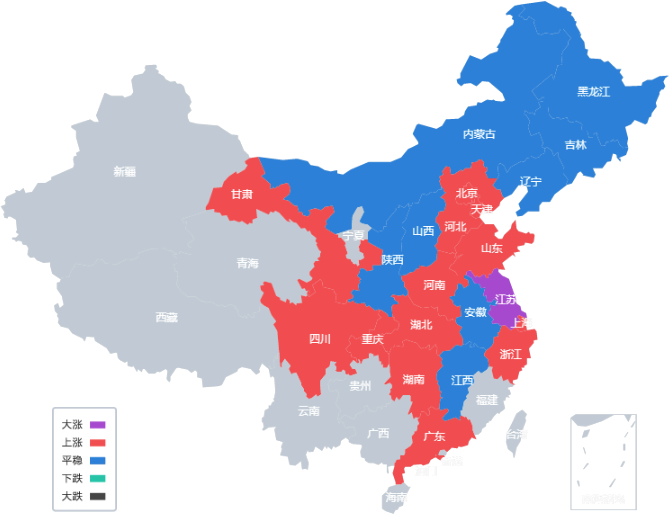 黑龙江
内蒙古
吉林
新疆
辽宁
甘肃
北京
天津
河北
山西
宁夏
山东
陕西
青海
河南
江苏
安徽
西藏
上海
湖北
四川
重庆
浙江
湖南
江西
贵州
福建
云南
广西
广东
台湾
海南
大涨
上涨
平稳
下跌
大跌